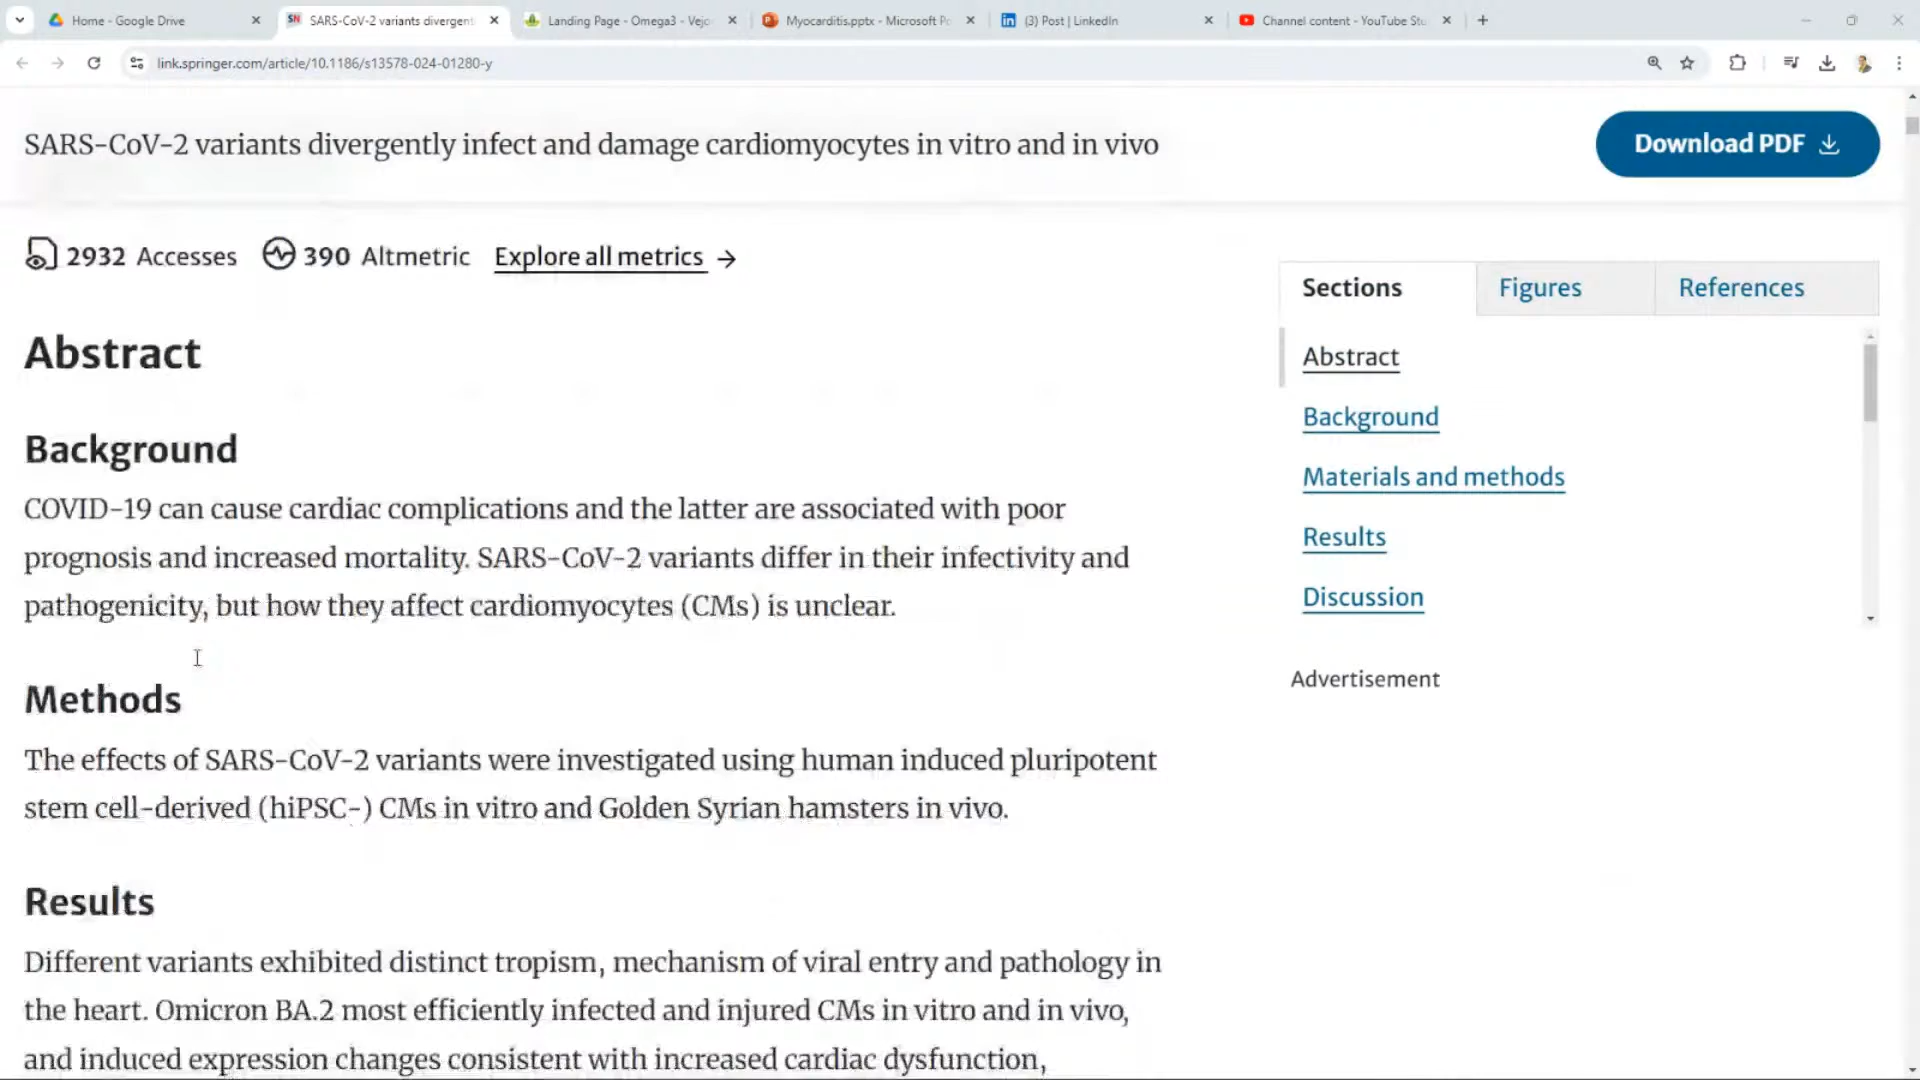 Home - Google Drive
SARS-CoV-2 variants divergent
Landing Page - Omega3 - Vejo
Myocarditis.pptx - Microsoft Po
(3) Post | LinkedIn
Channel content - YouTube Stu
link.springer.com/article/10.1186/s13578-024-01280-y
SARS-CoV-2 variants divergently infect and damage cardiomyocytes in vitro and in vivo
Download PDF
2932 Accesses 390 Altmetric Explore all metrics →
Sections Figures References
Abstract
Abstract
Background
Background
COVID-19 can cause cardiac complications and the latter are associated with poor
prognosis and increased mortality. SARS-CoV-2 variants differ in their infectivity and
pathogenicity, but how they affect cardiomyocytes (CMs) is unclear.
Materials and methods
Results
Discussion
Advertisement
Methods
The effects of SARS-CoV-2 variants were investigated using human induced pluripotent
stem cell-derived (hiPSC-) CMs in vitro and Golden Syrian hamsters in vivo.
Results
Different variants exhibited distinct tropism, mechanism of viral entry and pathology in
the heart. Omicron BA.2 most efficiently infected and injured CMs in vitro and in vivo,
and induced expression changes consistent with increased cardiac dysfunction,